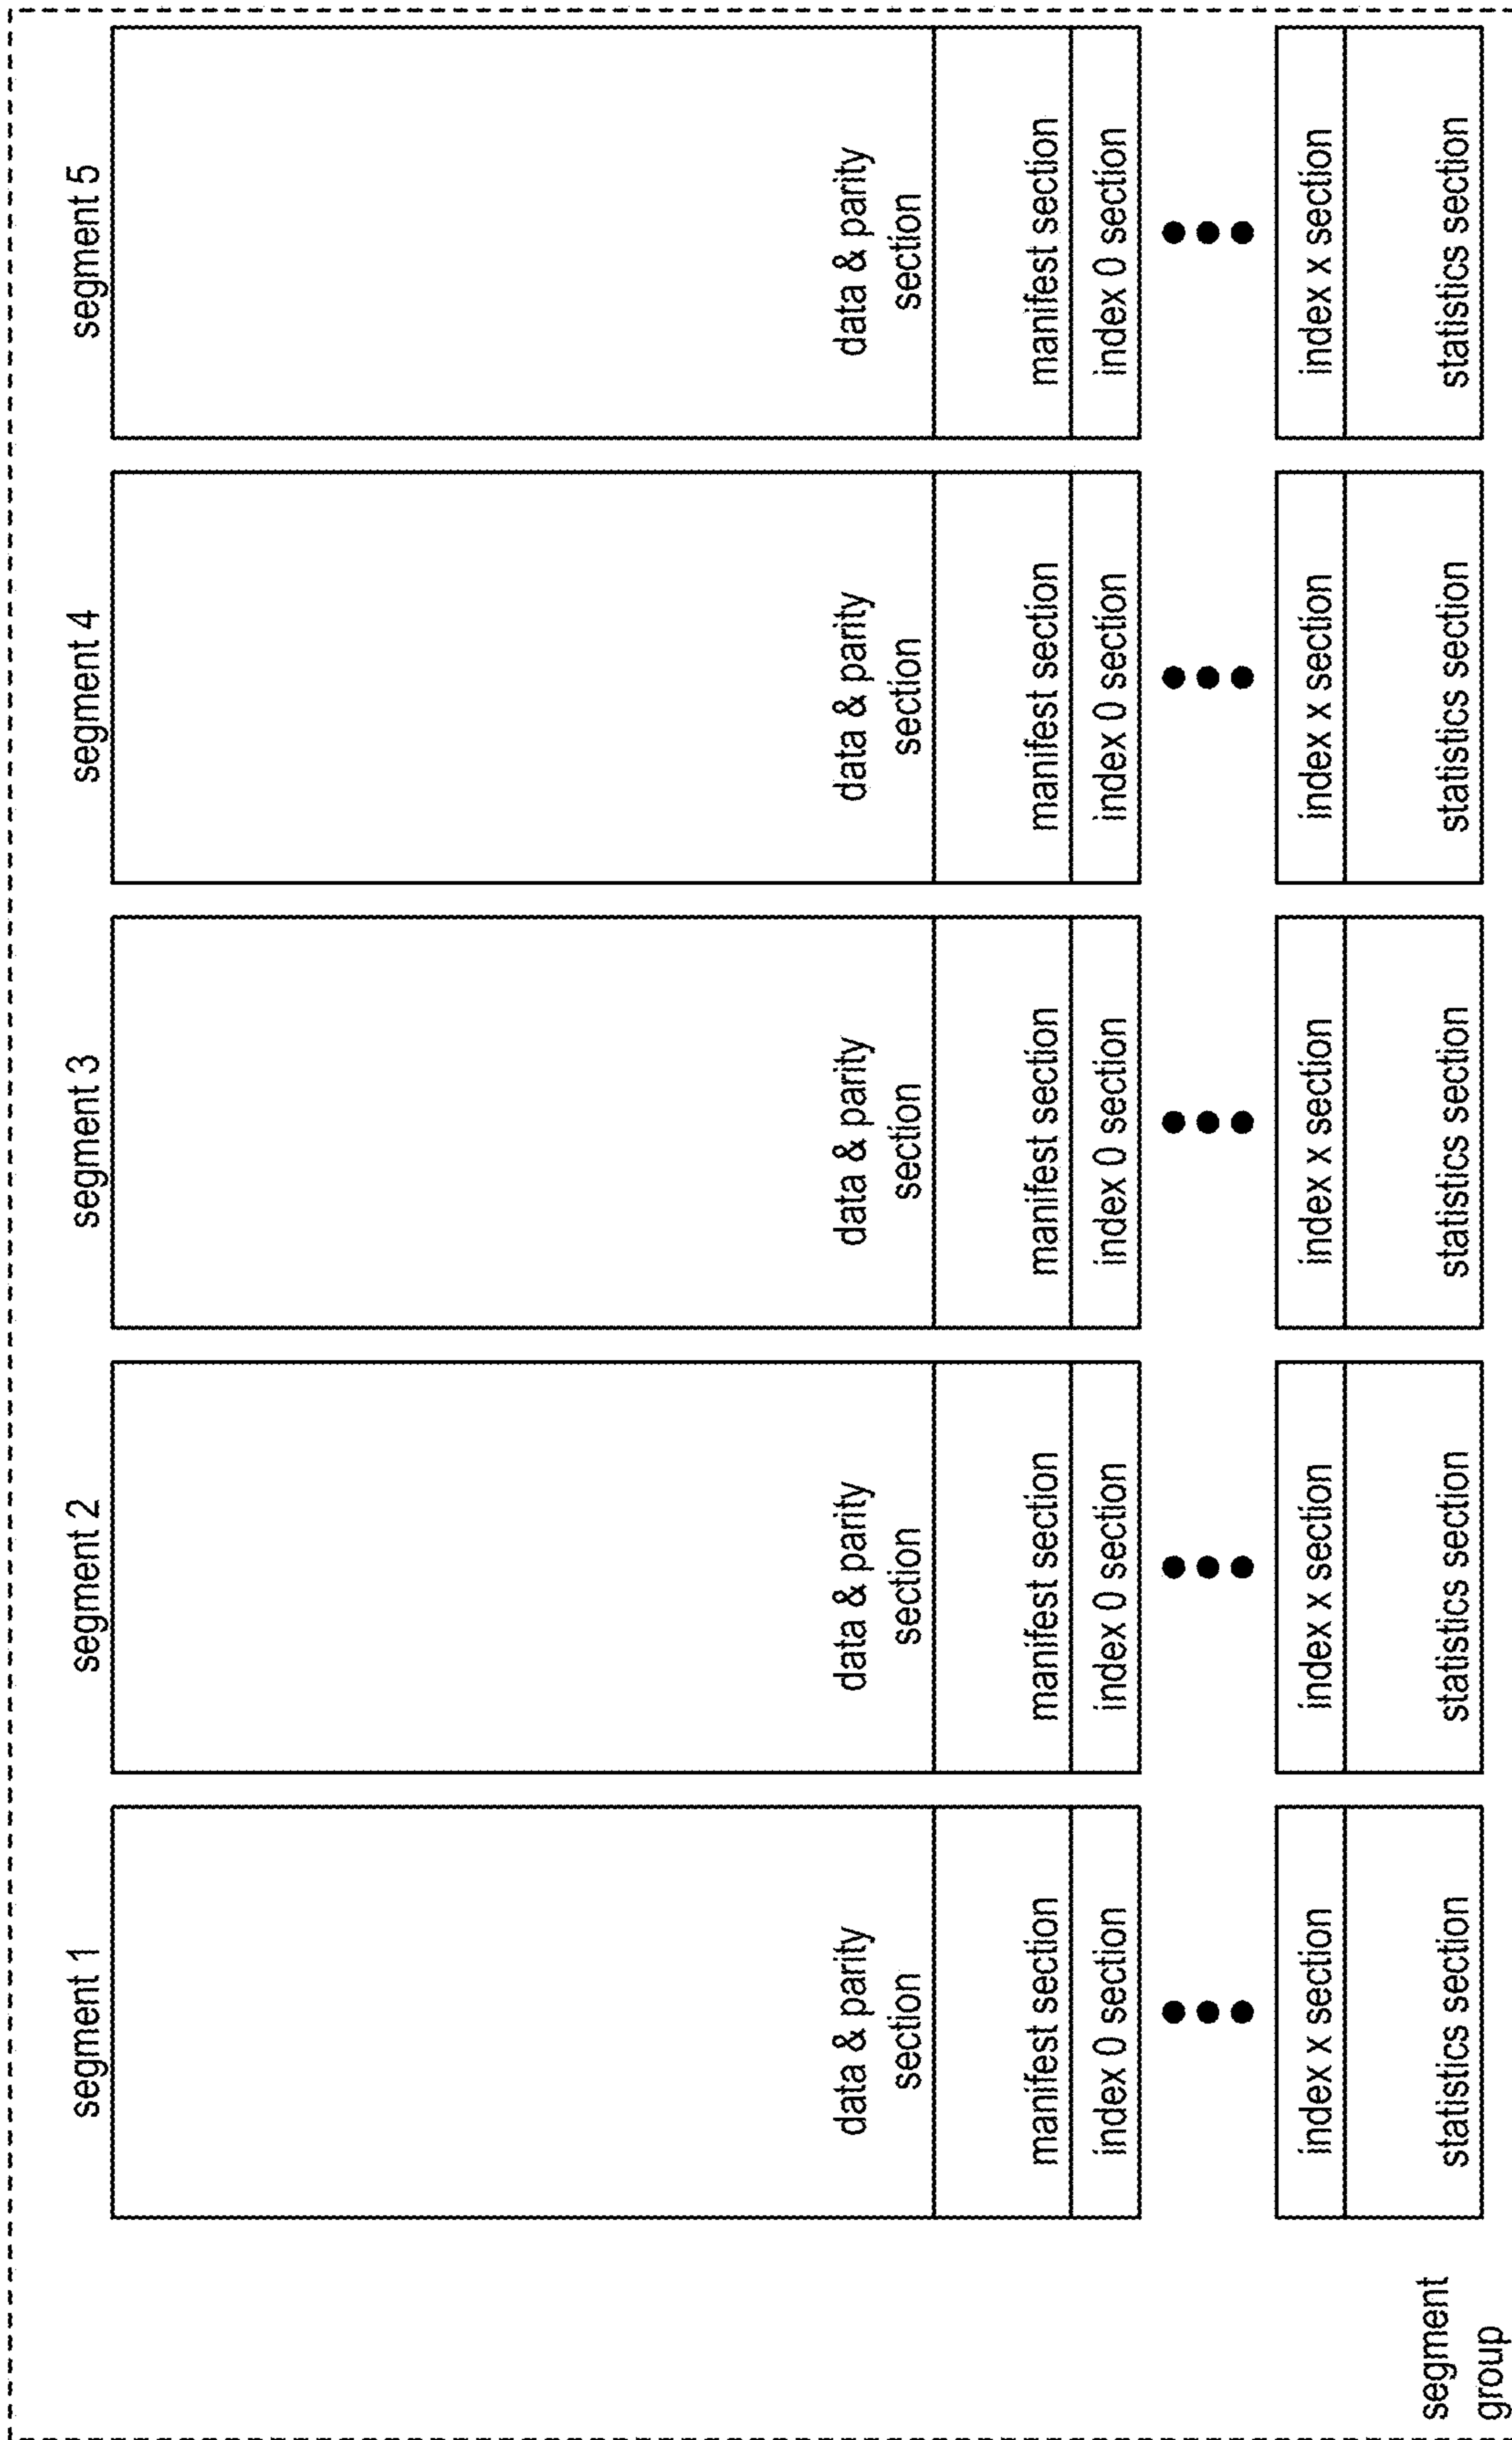 segment 1
data & parity
section
manifest section
index 0 section
index x section
statistics section
segment 2
data & parity
section
manifest section
index 0 section
index x section
statistics section
segment 3
data & parity
section
manifest section
index 0 section
index x section
statistics section
segment 4
data & parity
section
manifest section
index 0 section
index x section
statistics section
segment 5
data & parity
section
manifest section
index 0 section
index x section
statistics section
segment
group